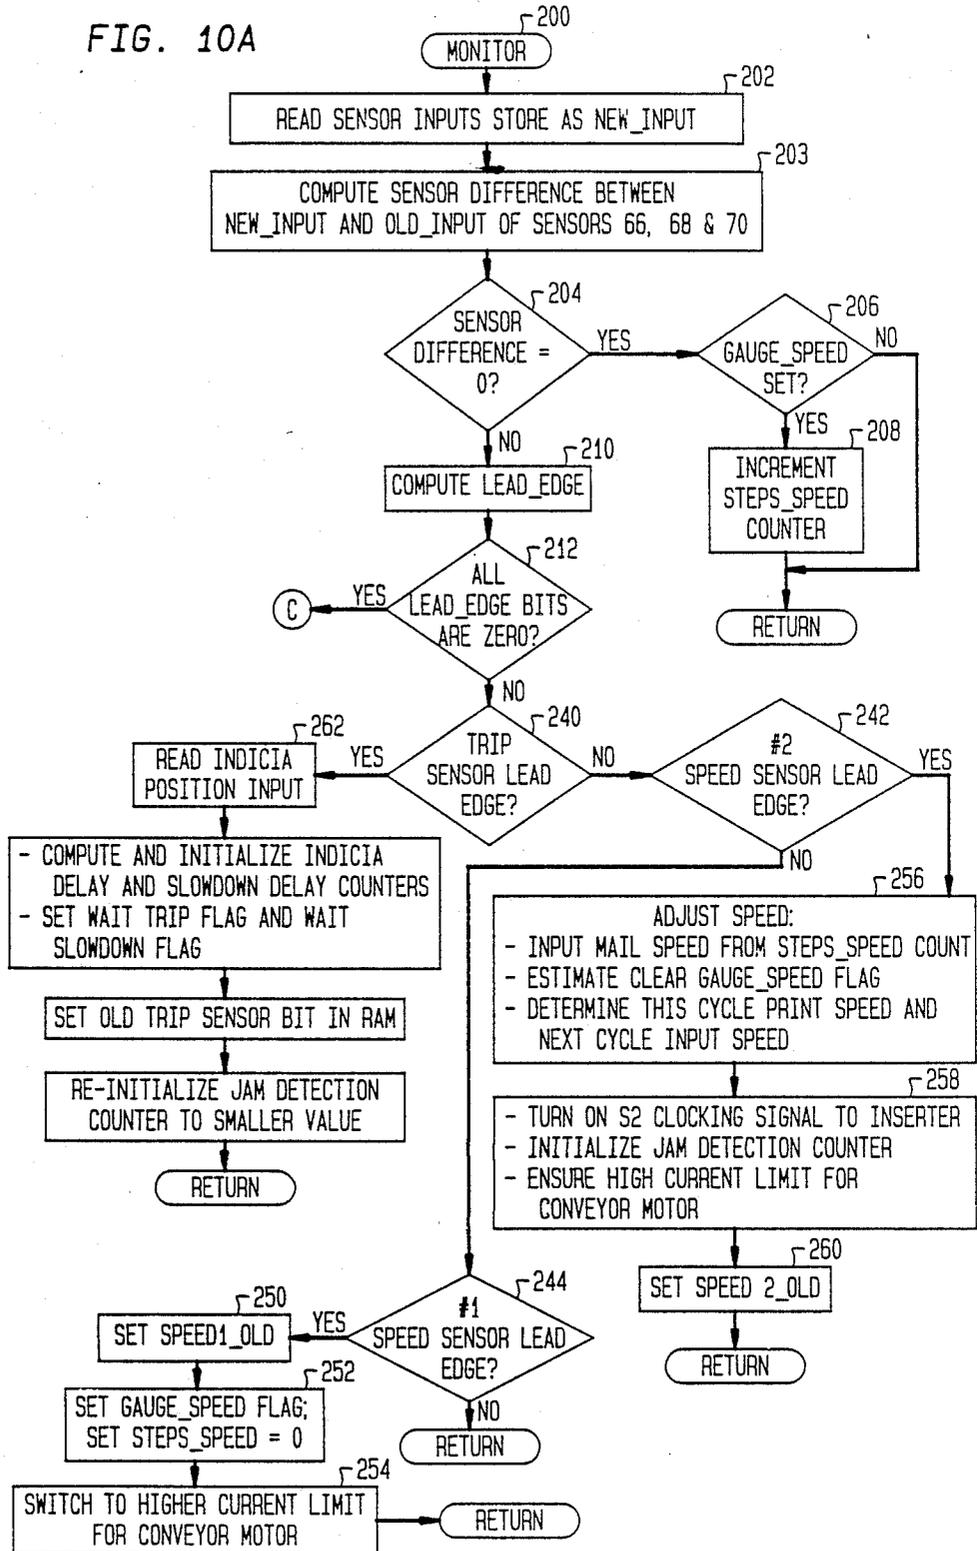 FIG. 10A
200
MONITOR
202
READ SENSOR INPUTS STORE AS NEW_INPUT
203
COMPUTE SENSOR DIFFERENCE BETWEEN
NEW_INPUT AND OLD_INPUT OF SENSORS 66, 68 & 70
204
SENSOR
DIFFERENCE =
0?
YES
NO
206
GAUGE_SPEED
SET?
NO
YES
208
INCREMENT
STEPS_SPEED
COUNTER
RETURN
210
COMPUTE LEAD_EDGE
212
ALL
LEAD_EDGE BITS
ARE ZERO?
YES
C
NO
240
TRIP
SENSOR LEAD
EDGE?
YES
NO
242
#2
SPEED SENSOR LEAD
EDGE?
YES
NO
262
READ INDICIA
POSITION INPUT
- COMPUTE AND INITIALIZE INDICIA
DELAY AND SLOWDOWN DELAY COUNTERS
- SET WAIT TRIP FLAG AND WAIT
SLOWDOWN FLAG
SET OLD TRIP SENSOR BIT IN RAM
RE-INITIALIZE JAM DETECTION
COUNTER TO SMALLER VALUE
RETURN
256
ADJUST SPEED:
- INPUT MAIL SPEED FROM STEPS_SPEED COUNT
- ESTIMATE CLEAR GAUGE_SPEED FLAG
- DETERMINE THIS CYCLE PRINT SPEED AND
NEXT CYCLE INPUT SPEED
258
- TURN ON S2 CLOCKING SIGNAL TO INSERTER
- INITIALIZE JAM DETECTION COUNTER
- ENSURE HIGH CURRENT LIMIT FOR
CONVEYOR MOTOR
260
SET SPEED 2_OLD
RETURN
244
#1
SPEED SENSOR LEAD
EDGE?
YES
NO
RETURN
250
SET SPEED1_OLD
252
SET GAUGE_SPEED FLAG;
SET STEPS_SPEED = 0
254
SWITCH TO HIGHER CURRENT LIMIT
FOR CONVEYOR MOTOR
RETURN